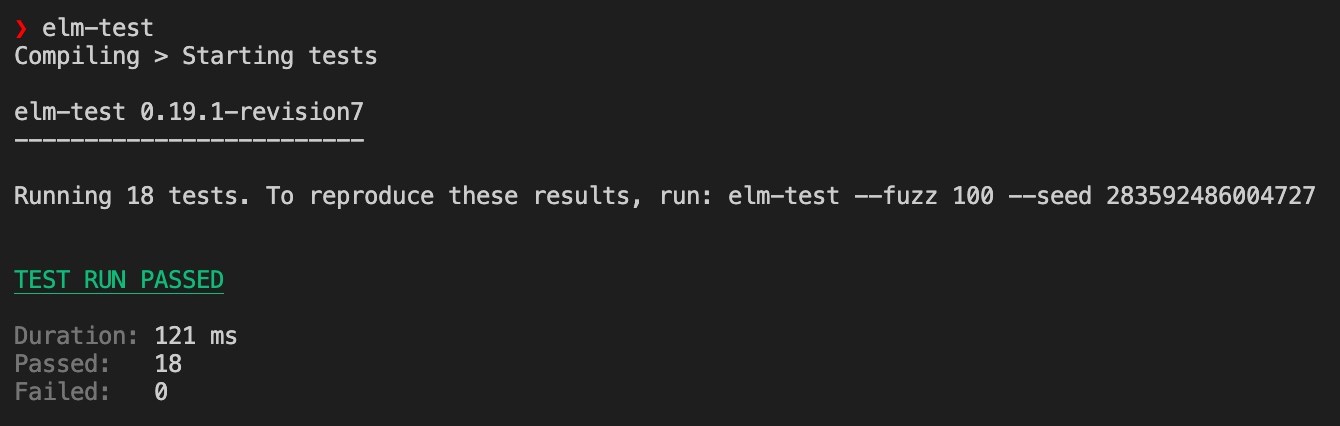 ❯ elm-test
Compiling > Starting tests
elm-test 0.19.1-revision7
-------------------------
Running 18 tests. To reproduce these results, run: elm-test --fuzz 100 --seed 283592486004727
TEST RUN PASSED
Duration: 121 ms
Passed:   18
Failed:   0